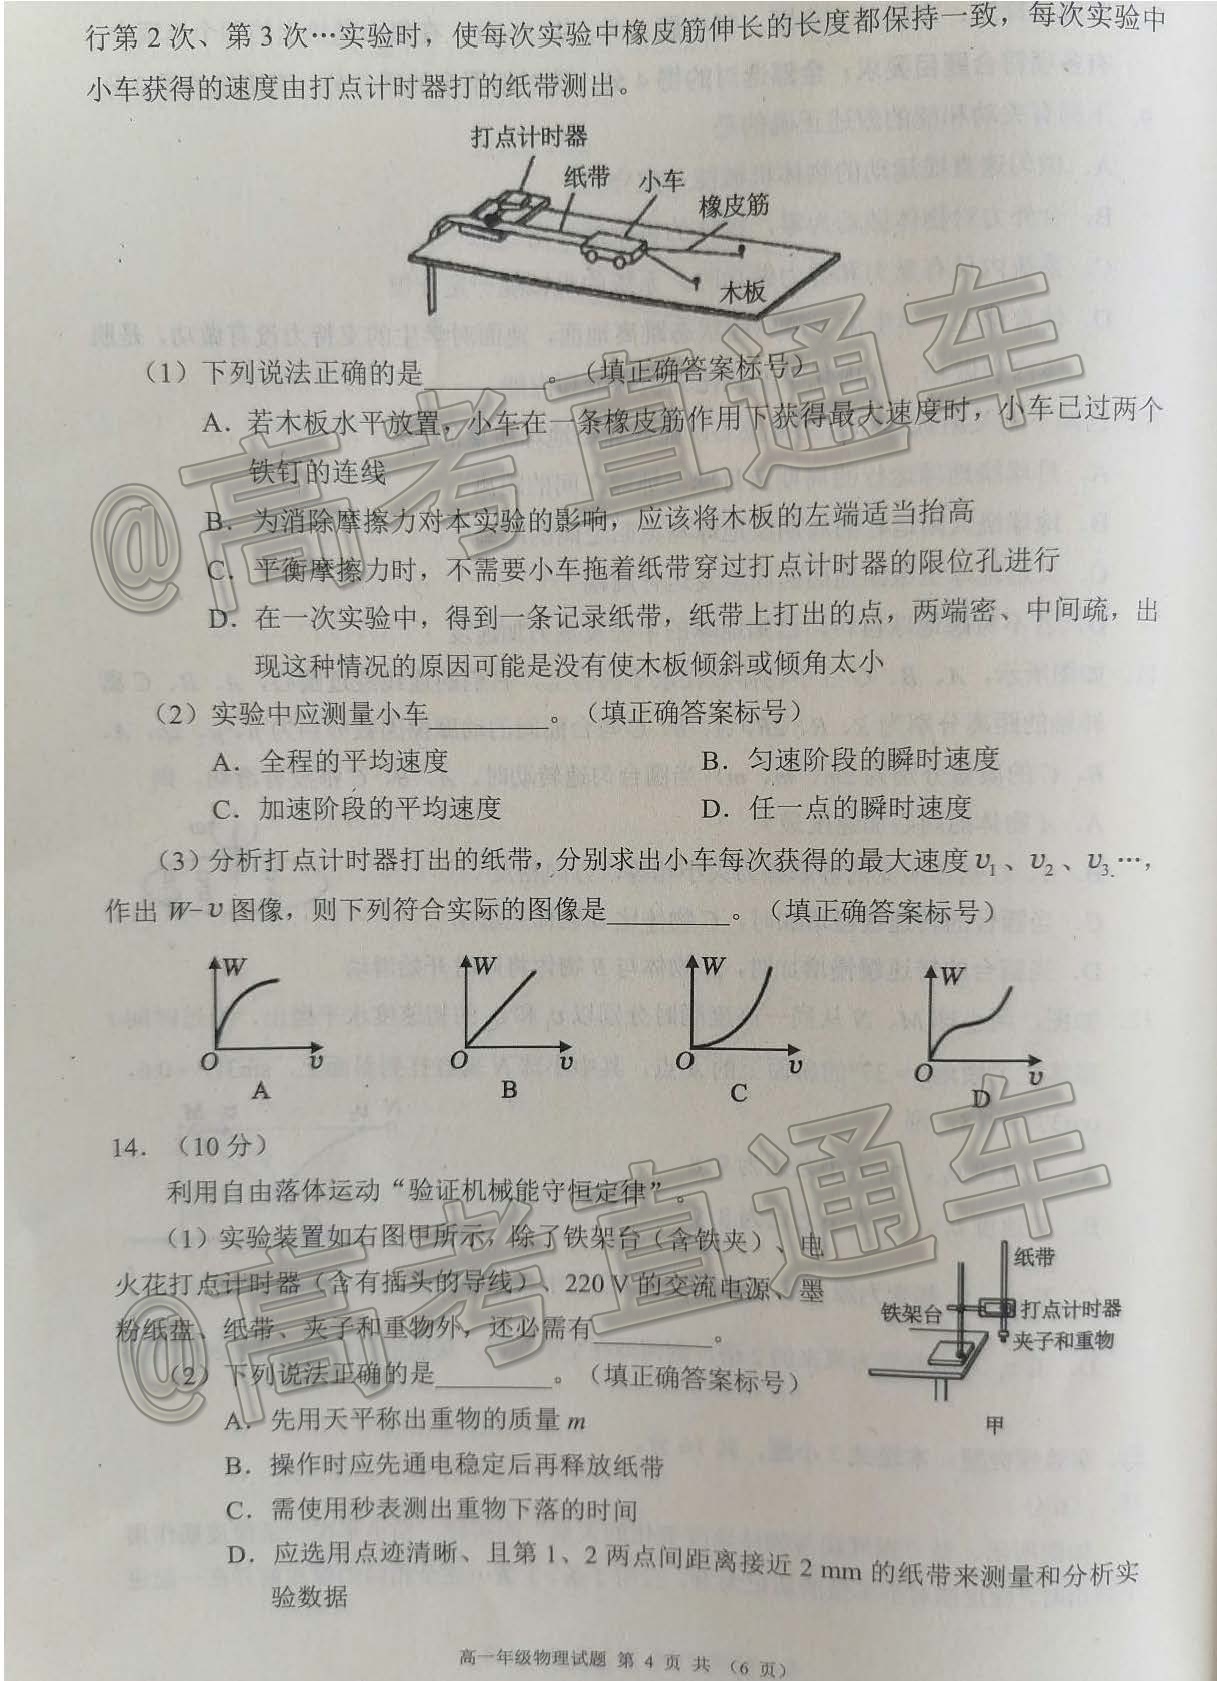 行第 2 次、第 3 次…实验时，使每次实验中橡皮筋伸长的长度都保持一致，每次实验中
小车获得的速度由打点计时器打的纸带测出。
打点计时器
纸带
小车
橡皮筋
木板
（1）下列说法正确的是________。（填正确答案标号）
A．若木板水平放置，小车在一条橡皮筋作用下获得最大速度时，小车已过两个
铁钉的连线
B．为消除摩擦力对本实验的影响，应该将木板的左端适当抬高
C．平衡摩擦力时，不需要小车拖着纸带穿过打点计时器的限位孔进行
D．在一次实验中，得到一条记录纸带，纸带上打出的点，两端密、中间疏，出
现这种情况的原因可能是没有使木板倾斜或倾角太小
（2）实验中应测量小车________。（填正确答案标号）
A．全程的平均速度
B．匀速阶段的瞬时速度
C．加速阶段的平均速度
D．任一点的瞬时速度
（3）分析打点计时器打出的纸带，分别求出小车每次获得的最大速度 v₁、v₂、v₃…，
作出 W-v 图像，则下列符合实际的图像是________。（填正确答案标号）
W
O
v
A
W
O
v
B
W
O
v
C
W
O
v
D
14．（10 分）
利用自由落体运动“验证机械能守恒定律”。
（1）实验装置如右图甲所示，除了铁架台（含铁夹）、电
火花打点计时器（含有插头的导线）、220 V 的交流电源、墨
粉纸盘、纸带、夹子和重物外，还必需有________。
纸带
铁架台
打点计时器
夹子和重物
甲
（2）下列说法正确的是________。（填正确答案标号）
A．先用天平称出重物的质量 m
B．操作时应先通电稳定后再释放纸带
C．需使用秒表测出重物下落的时间
D．应选用点迹清晰、且第 1、2 两点间距离接近 2 mm 的纸带来测量和分析实
验数据
高一年级物理试题 第 4 页 共 （6 页）
@高考直通车
@高考直通车